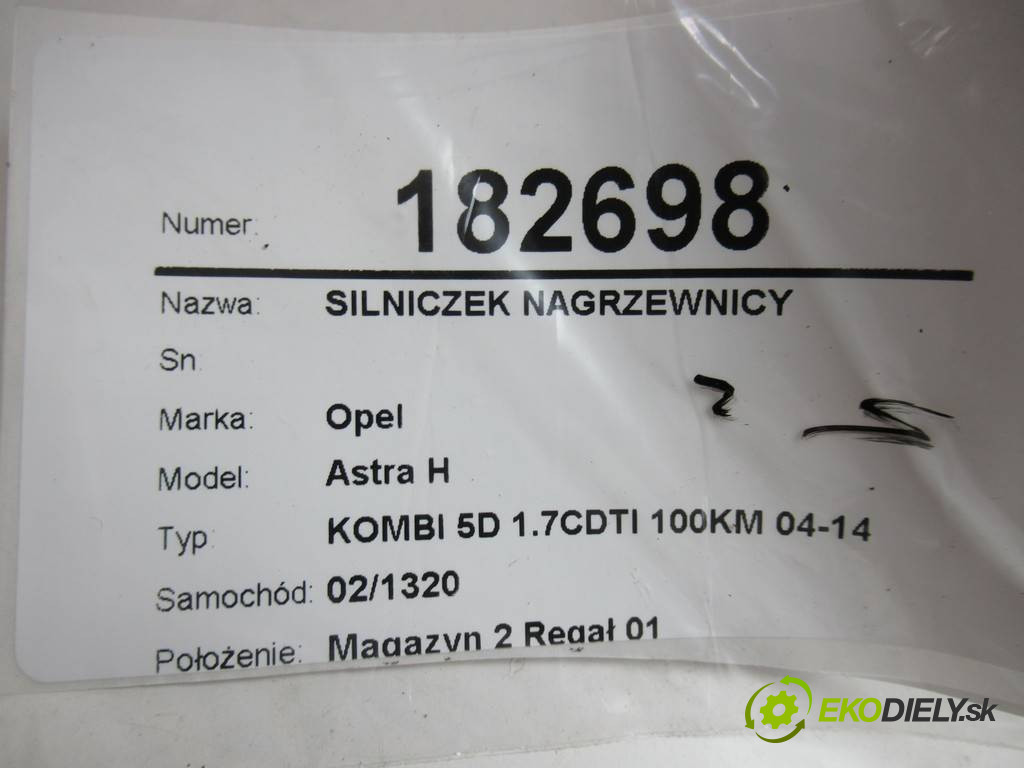 Numer: 182698
Nazwa: SILNICZEK NAGRZEWNICY
Sn
Marka: Opel
Model: Astra H
Typ: KOMBI 5D 1.7CDTI 100KM 04-14
Samochód: 02/1320
Położenie: Magazyn 2 Regał 01
EKODIELY.sk